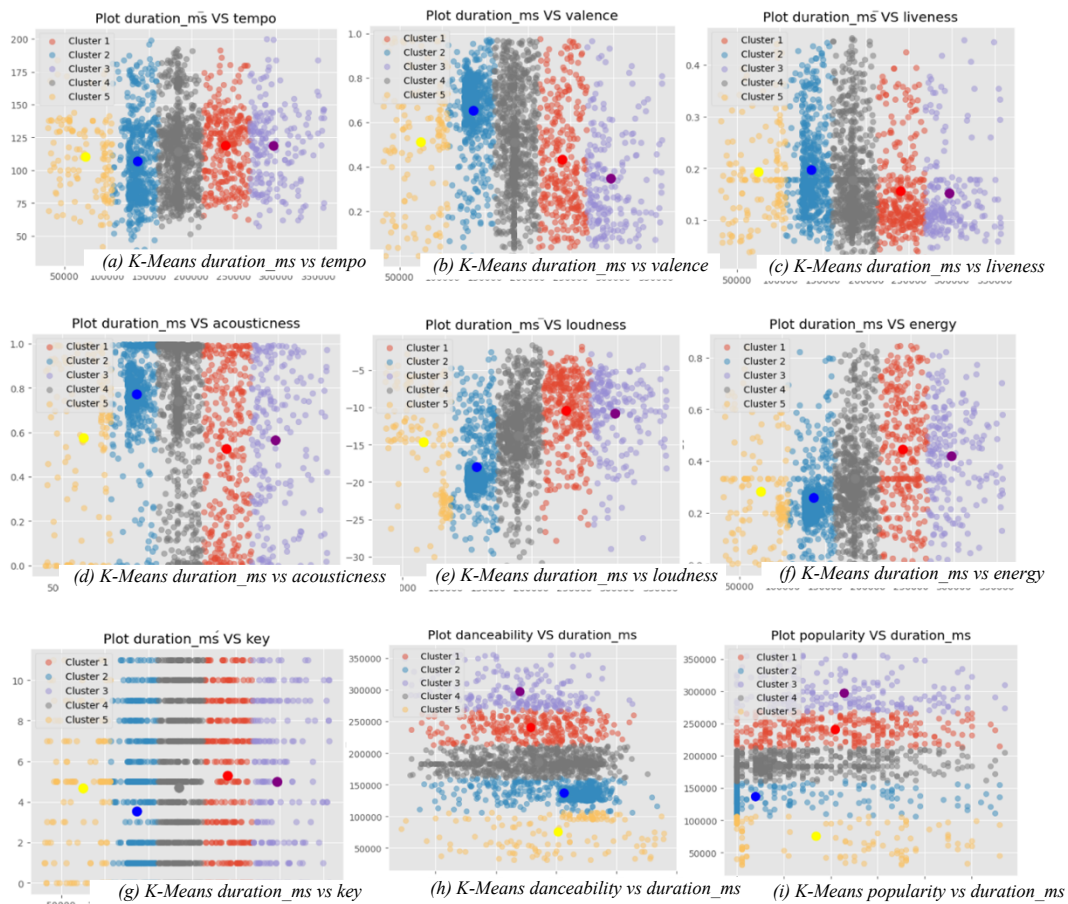 Plot duration_ms VS tempo
Cluster 1
Cluster 2
Cluster 3
Cluster 4
Cluster 5
200
175
150
125
100
75
50
50000
(a) K-Means duration_ms vs tempo
Plot duration_ms VS valence
Cluster 1
Cluster 2
Cluster 3
Cluster 4
Cluster 5
1.0
0.8
0.6
0.4
0.2
50000
(b) K-Means duration_ms vs valence
Plot duration_ms VS liveness
Cluster 1
Cluster 2
Cluster 3
Cluster 4
Cluster 5
0.4
0.3
0.2
0.1
50000
(c) K-Means duration_ms vs liveness
Plot duration_ms VS acousticness
Cluster 1
Cluster 2
Cluster 3
Cluster 4
Cluster 5
1.0
0.8
0.6
0.4
0.2
0.0
50
(d) K-Means duration_ms vs acousticness
Plot duration_ms VS loudness
Cluster 1
Cluster 2
Cluster 3
Cluster 4
Cluster 5
−5
−10
−15
−20
−25
−30
(e) K-Means duration_ms vs loudness
Plot duration_ms VS energy
Cluster 1
Cluster 2
Cluster 3
Cluster 4
Cluster 5
0.8
0.6
0.4
0.2
0.0
50000
(f) K-Means duration_ms vs energy
Plot duration_ms VS key
Cluster 1
Cluster 2
Cluster 3
Cluster 4
Cluster 5
10
8
6
4
2
0
(g) K-Means duration_ms vs key
Plot danceability VS duration_ms
Cluster 1
Cluster 2
Cluster 3
Cluster 4
Cluster 5
350000
300000
250000
200000
150000
100000
50000
(h) K-Means danceability vs duration_ms
Plot popularity VS duration_ms
Cluster 1
Cluster 2
Cluster 3
Cluster 4
Cluster 5
350000
300000
250000
200000
150000
100000
50000
(i) K-Means popularity vs duration_ms